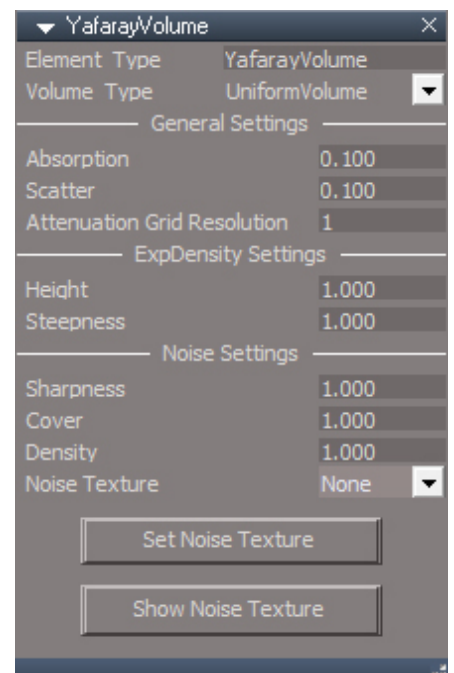 YafarayVolume
Element Type YafarayVolume
Volume Type UniformVolume
General Settings
Absorption 0.100
Scatter 0.100
Attenuation Grid Resolution 1
ExpDensity Settings
Height 1.000
Steepness 1.000
Noise Settings
Sharpness 1.000
Cover 1.000
Density 1.000
Noise Texture None
Set Noise Texture
Show Noise Texture